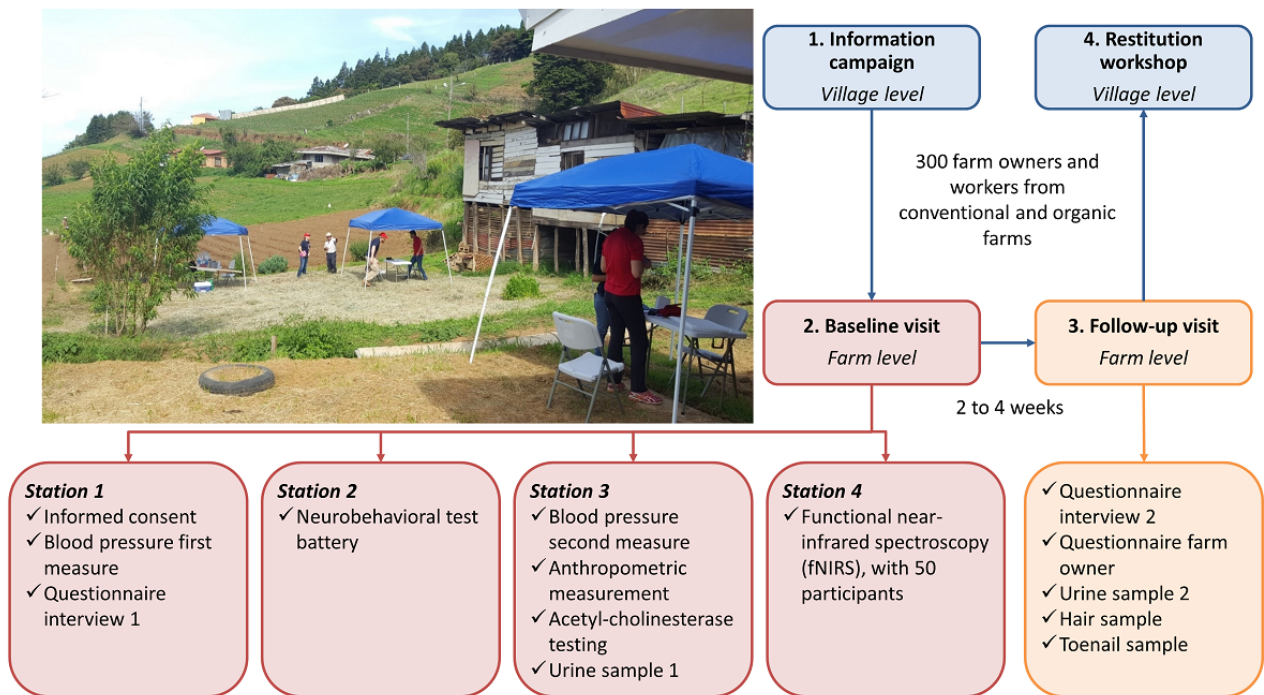 1. Information
campaign
Village level
4. Restitution
workshop
Village level
300 farm owners and
workers from
conventional and organic
farms
2. Baseline visit
Farm level
3. Follow-up visit
Farm level
2 to 4 weeks
Station 1
✓Informed consent
✓Blood pressure first
measure
✓Questionnaire
interview 1
Station 2
✓Neurobehavioral test
battery
Station 3
✓Blood pressure
second measure
✓Anthropometric
measurement
✓Acetyl-cholinesterase
testing
✓Urine sample 1
Station 4
✓Functional near-
infrared spectroscopy
(fNIRS), with 50
participants
✓Questionnaire
interview 2
✓Questionnaire farm
owner
✓Urine sample 2
✓Hair sample
✓Toenail sample